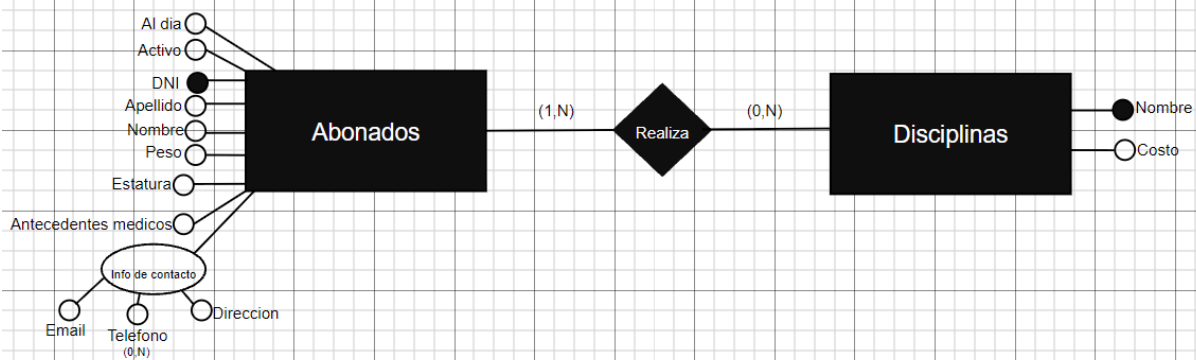 Al dia
Activo
DNI
Apellido
Nombre
Peso
Estatura
Antecedentes medicos
Info de contacto
Email
Telefono
(0,N)
Direccion
Abonados
(1,N)
Realiza
(0,N)
Disciplinas
Nombre
Costo